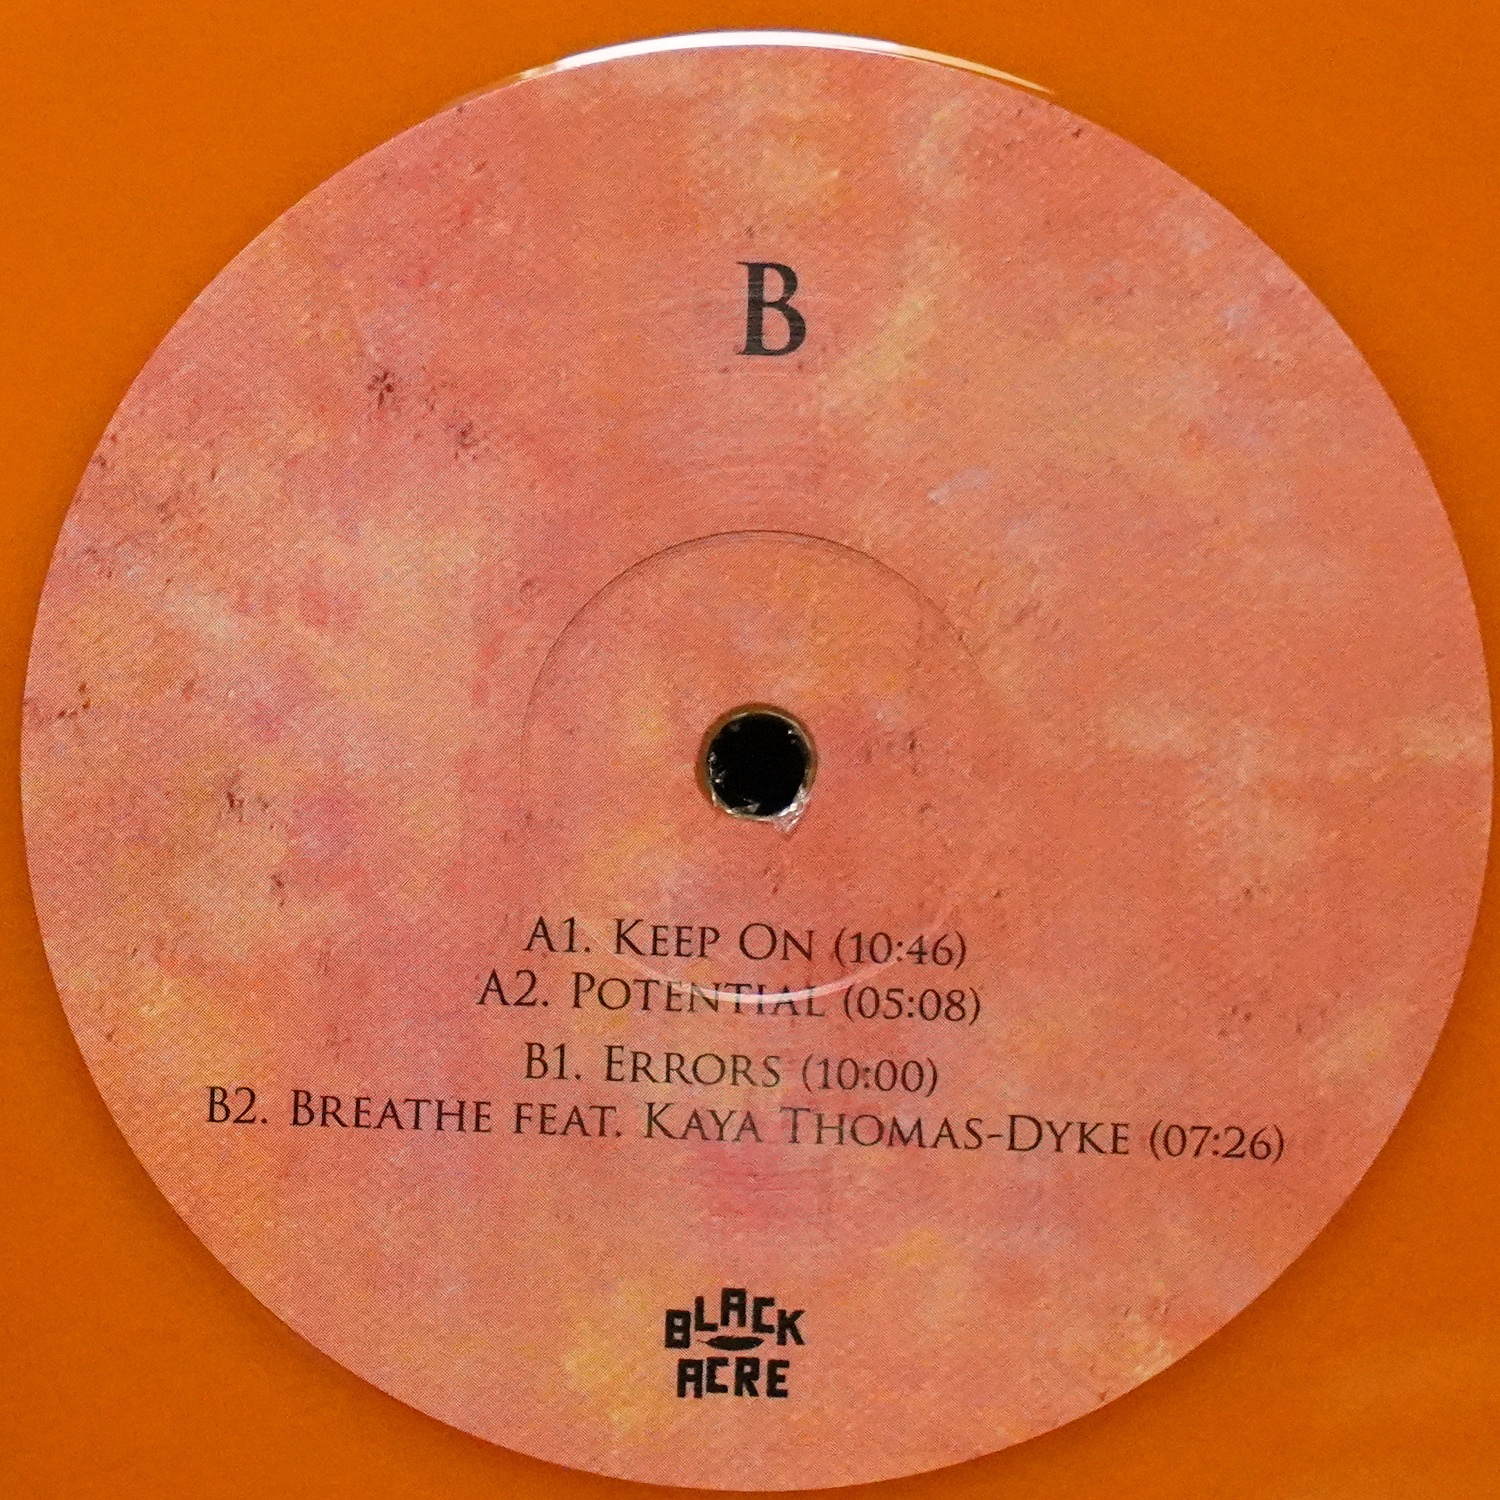 B
A1. Keep On (10:46)
A2. Potential (05:08)
B1. Errors (10:00)
B2. Breathe feat. Kaya Thomas-Dyke (07:26)
BLACK
ACRE